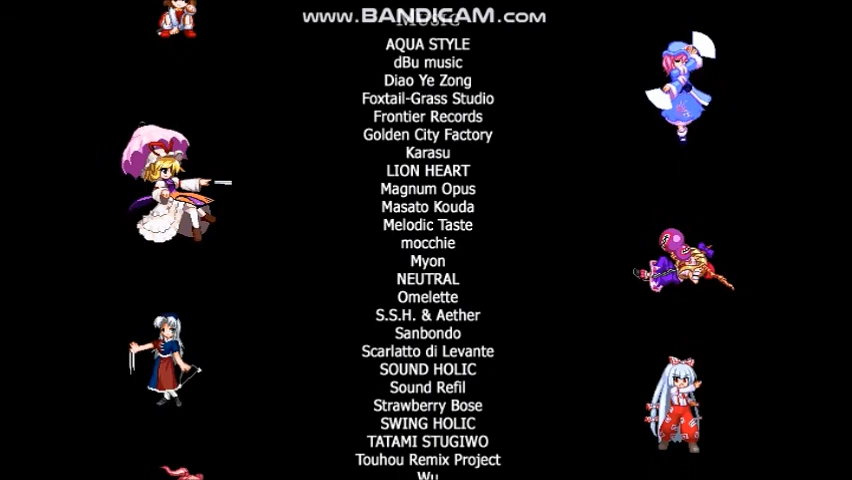 www.BANDICAM.com
Music
AQUA STYLE
dBu music
Diao Ye Zong
Foxtail-Grass Studio
Frontier Records
Golden City Factory
Karasu
LION HEART
Magnum Opus
Masato Kouda
Melodic Taste
mocchie
Myon
NEUTRAL
Omelette
S.S.H. & Aether
Sanbondo
Scarlatto di Levante
SOUND HOLIC
Sound Refil
Strawberry Bose
SWING HOLIC
TATAMI STUGIWO
Touhou Remix Project
Wu